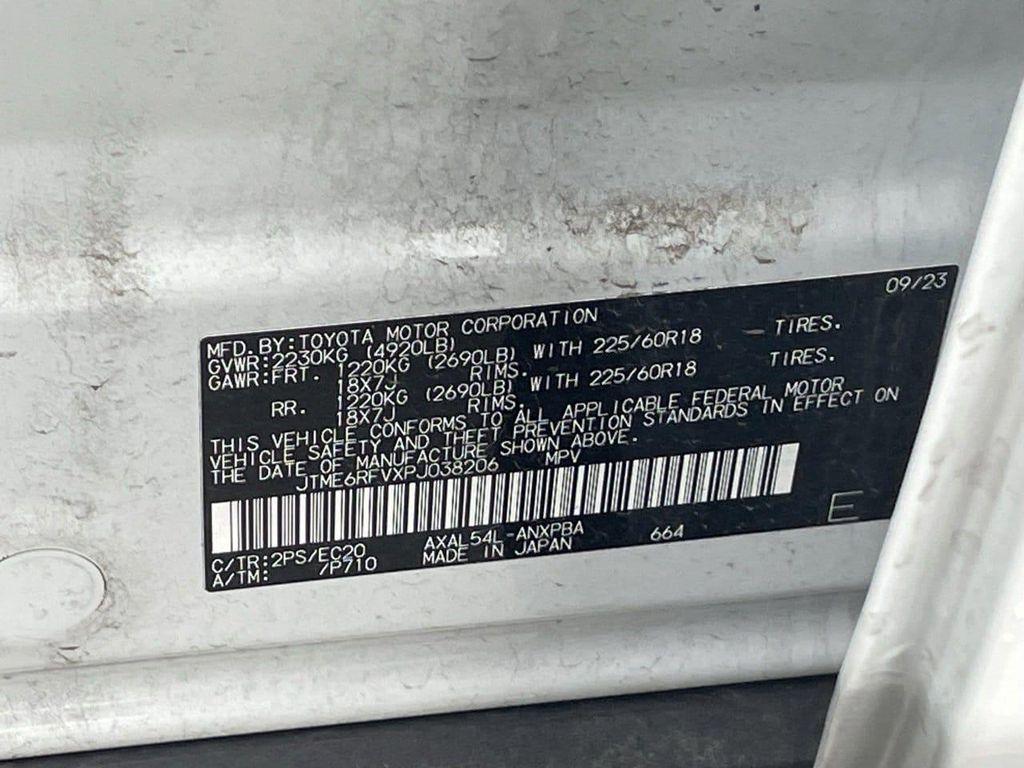 09/23
MFD. BY: TOYOTA MOTOR CORPORATION
GVWR: 2230KG (4920LB)
GAWR: FRT. 1220KG (2690LB) WITH 225/60R18 TIRES.
18X7J RIMS.
RR. 1220KG (2690LB) WITH 225/60R18 TIRES.
18X7J RIMS.
THIS VEHICLE CONFORMS TO ALL APPLICABLE FEDERAL MOTOR
VEHICLE SAFETY AND THEFT PREVENTION STANDARDS IN EFFECT ON
THE DATE OF MANUFACTURE SHOWN ABOVE.
JTME6RFVXPJ038206 MPV
C/TR: 2PS/EC20 AXAL54L-ANXPBA 664 E
A/TM: /P710 MADE IN JAPAN